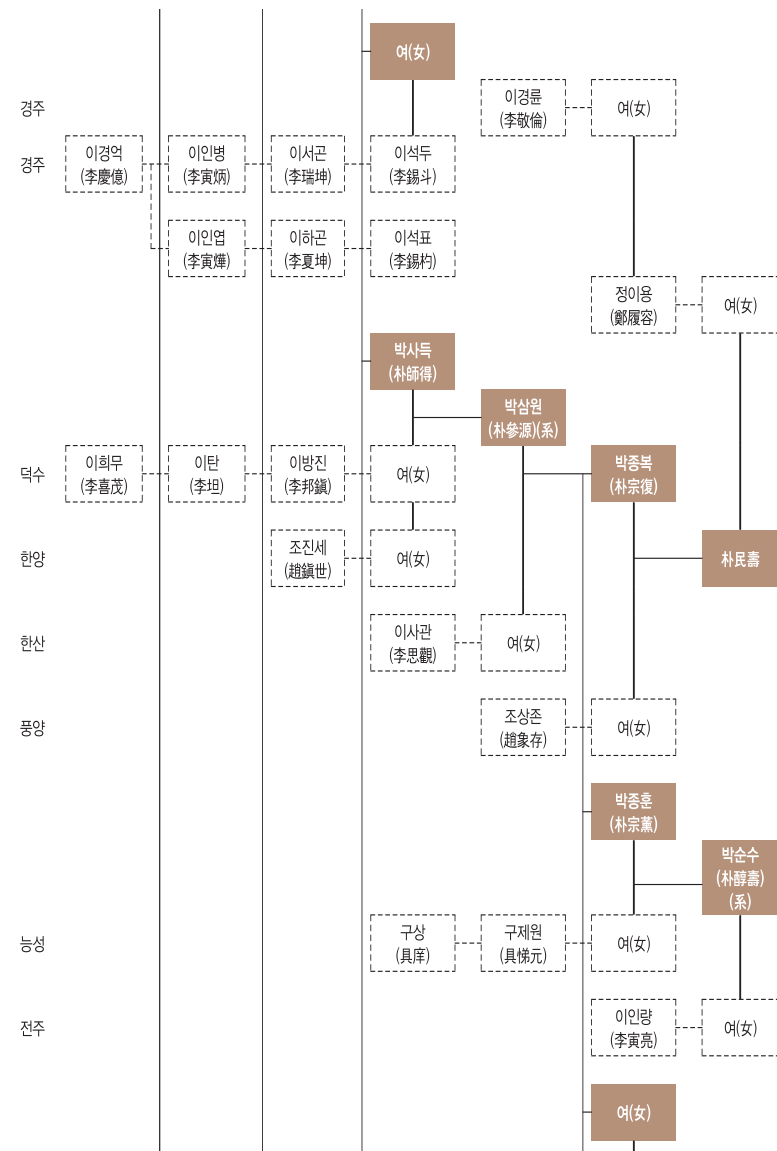 여(女)
경주
이경륜
(李敬倫)
여(女)
경주
이경억
(李慶億)
이인병
(李寅炳)
이서곤
(李瑞坤)
이석두
(李錫斗)
이인엽
(李寅燁)
이하곤
(李夏坤)
이석표
(李錫杓)
정이용
(鄭履容)
여(女)
박사득
(朴師得)
박삼원
(朴參源)(系)
덕수
이희무
(李喜茂)
이탄
(李坦)
이방진
(李邦鎭)
여(女)
박종복
(朴宗復)
한양
조진세
(趙鎭世)
여(女)
朴民壽
한산
이사관
(李思觀)
여(女)
풍양
조상존
(趙象存)
여(女)
박종훈
(朴宗薰)
박순수
(朴醇壽)
(系)
능성
구상
(具庠)
구제원
(具悌元)
여(女)
전주
이인량
(李寅亮)
여(女)
여(女)